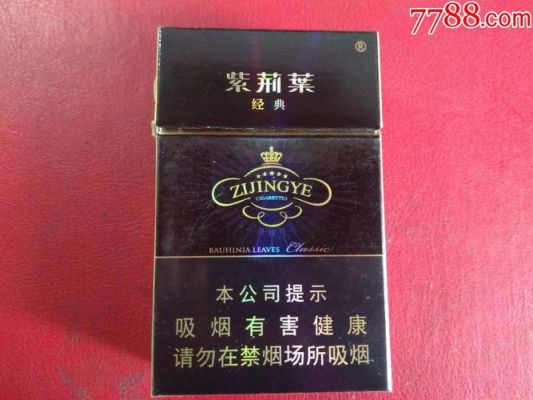 7788.com
®
紫荊葉
经典
ZIJINGYE
CIGARETTES
BAUHINIA LEAVES Classic
本公司提示
吸烟有害健康
请勿在禁烟场所吸烟